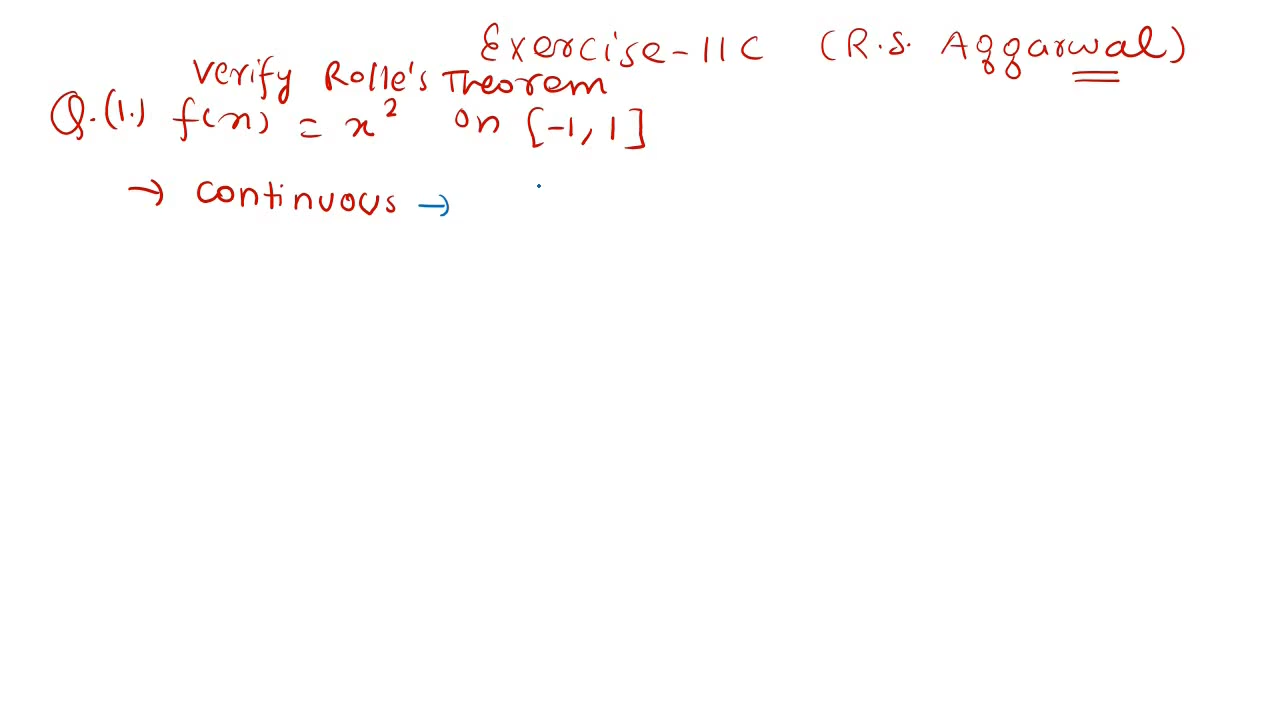 Exercise-11C (R.S. Aggarwal)
Verify Rolle's Theorem
Q.(1.) f(x) = x² on [-1, 1]
→ continuous →